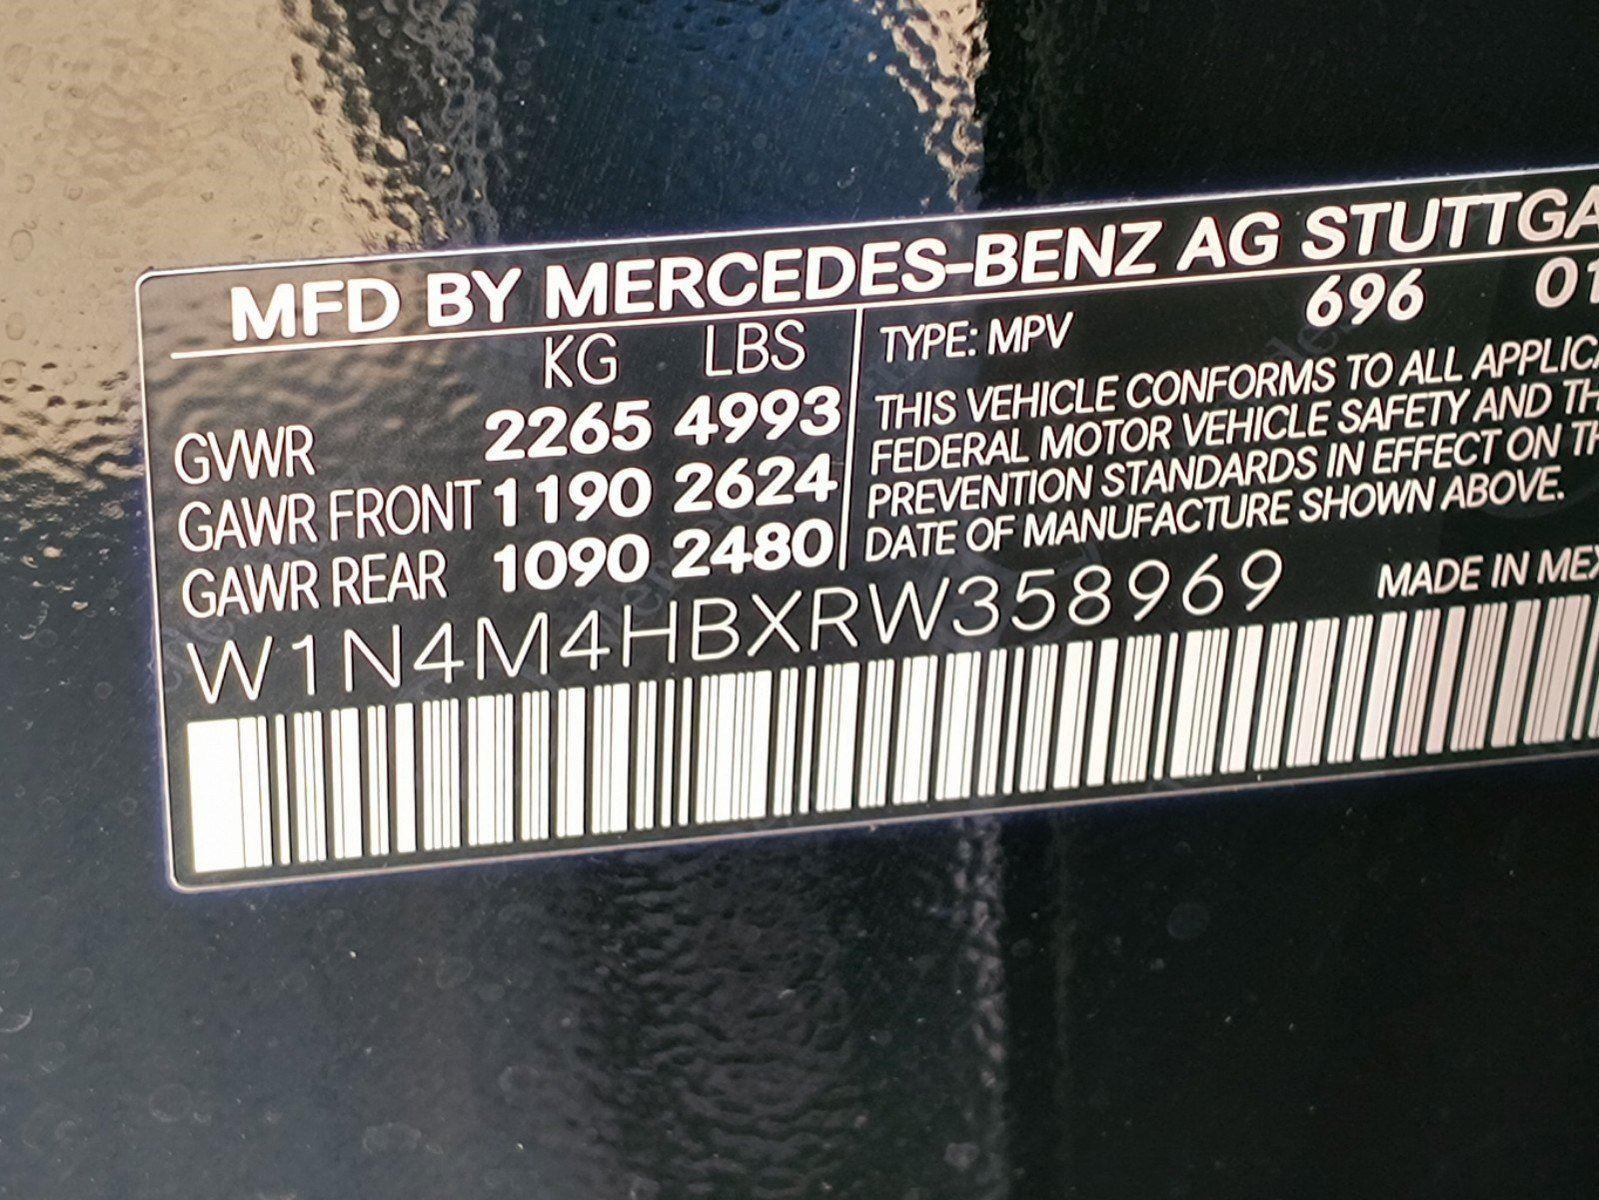 MFD BY MERCEDES-BENZ AG STUTTGA
KG LBS
GVWR 2265 4993
GAWR FRONT 1190 2624
GAWR REAR 1090 2480
696 01
TYPE: MPV
THIS VEHICLE CONFORMS TO ALL APPLICA
FEDERAL MOTOR VEHICLE SAFETY AND TH
PREVENTION STANDARDS IN EFFECT ON TH
DATE OF MANUFACTURE SHOWN ABOVE.
W1N4M4HBXRW358969
MADE IN MEX